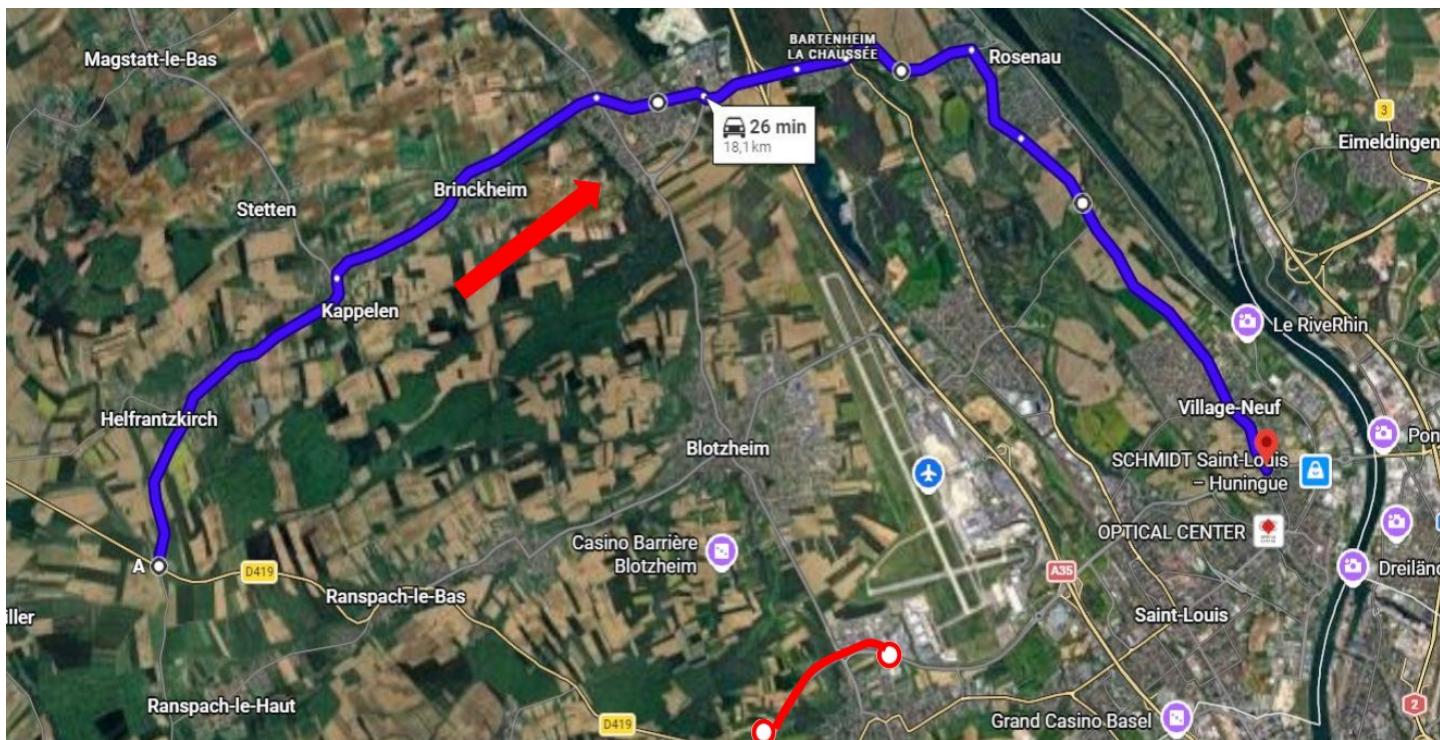 Magstatt-le-Bas
BARTENHEIM
LA CHAUSSÉE
Rosenau
3
Eimeldingen
26 min
18,1 km
Brinckheim
Stetten
Kappelen
Le RiveRhin
Helfrantzkirch
Village-Neuf
Pon
Blotzheim
SCHMIDT Saint-Louis
– Huningue
OPTICAL CENTER
Casino Barrière
Blotzheim
A
D419
A35
Dreiländ
Ranspach-le-Bas
iller
Saint-Louis
Ranspach-le-Haut
D419
Grand Casino Basel
2